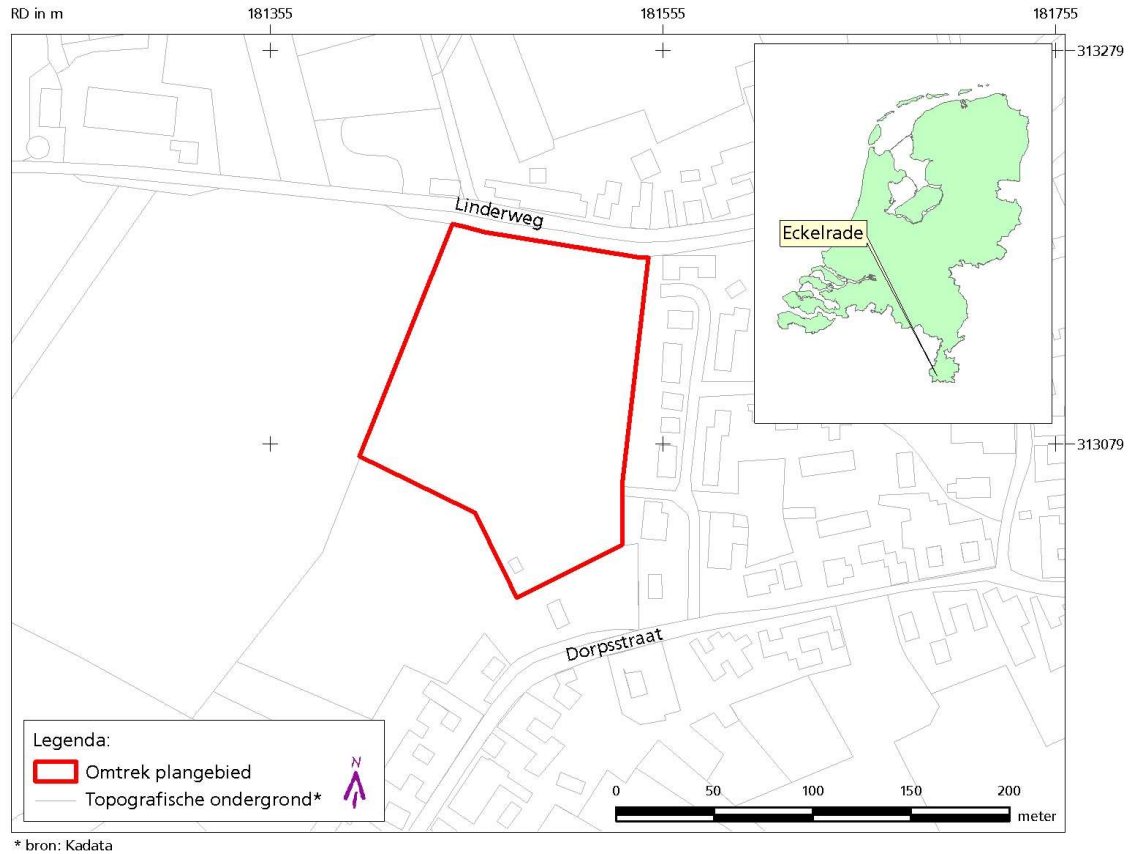 RD in m
181355
181555
181755
313279
Linderweg
Eckelrade
313079
Dorpsstraat
Legenda:
Omtrek plangebied
Topografische ondergrond*
N
0 50 100 150 200
meter
* bron: Kadata